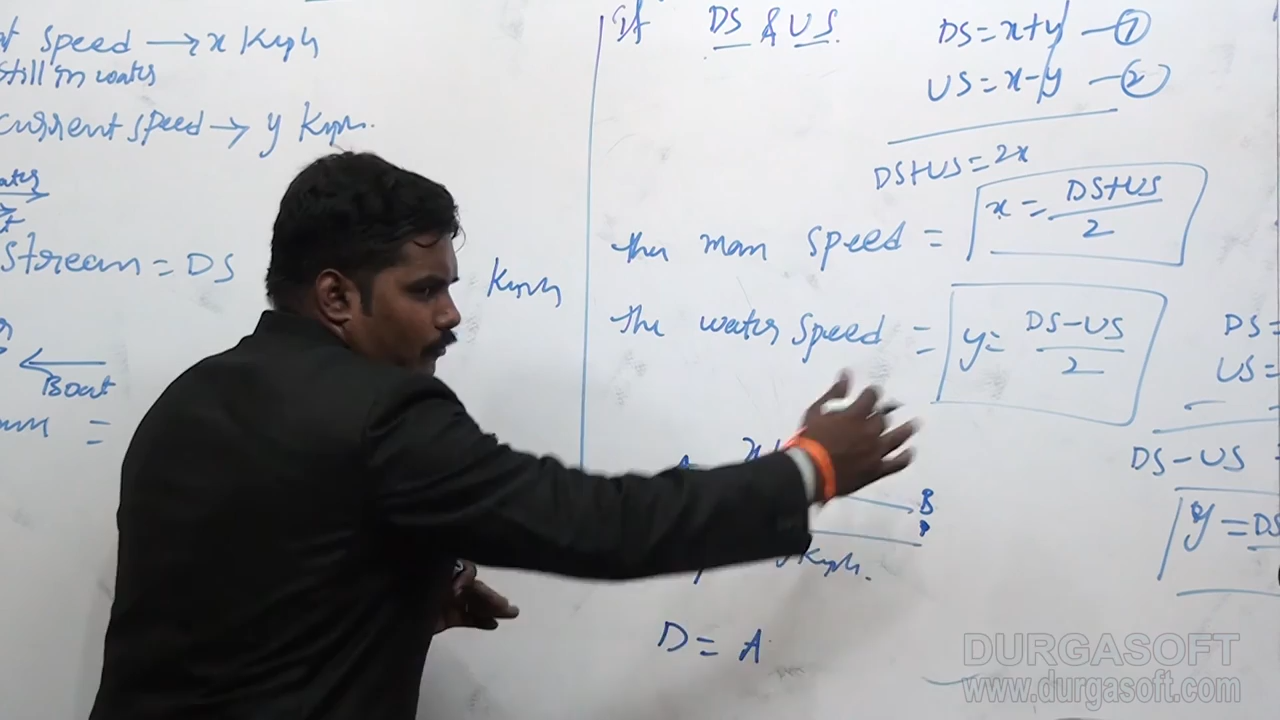 Speed → x Kmph
Still in water
current speed → y Kmph.
Stream = DS
Kmph
Boat
=
If DS & US.
DS = x+y — ①
US = x-y — ②
DS+US = 2x
the man speed = x = DS+US / 2
the water speed = y = DS-US / 2
B
Kmph.
D = A
DS=
US=
DS-US
y = DS
DURGASOFT
www.durgasoft.com